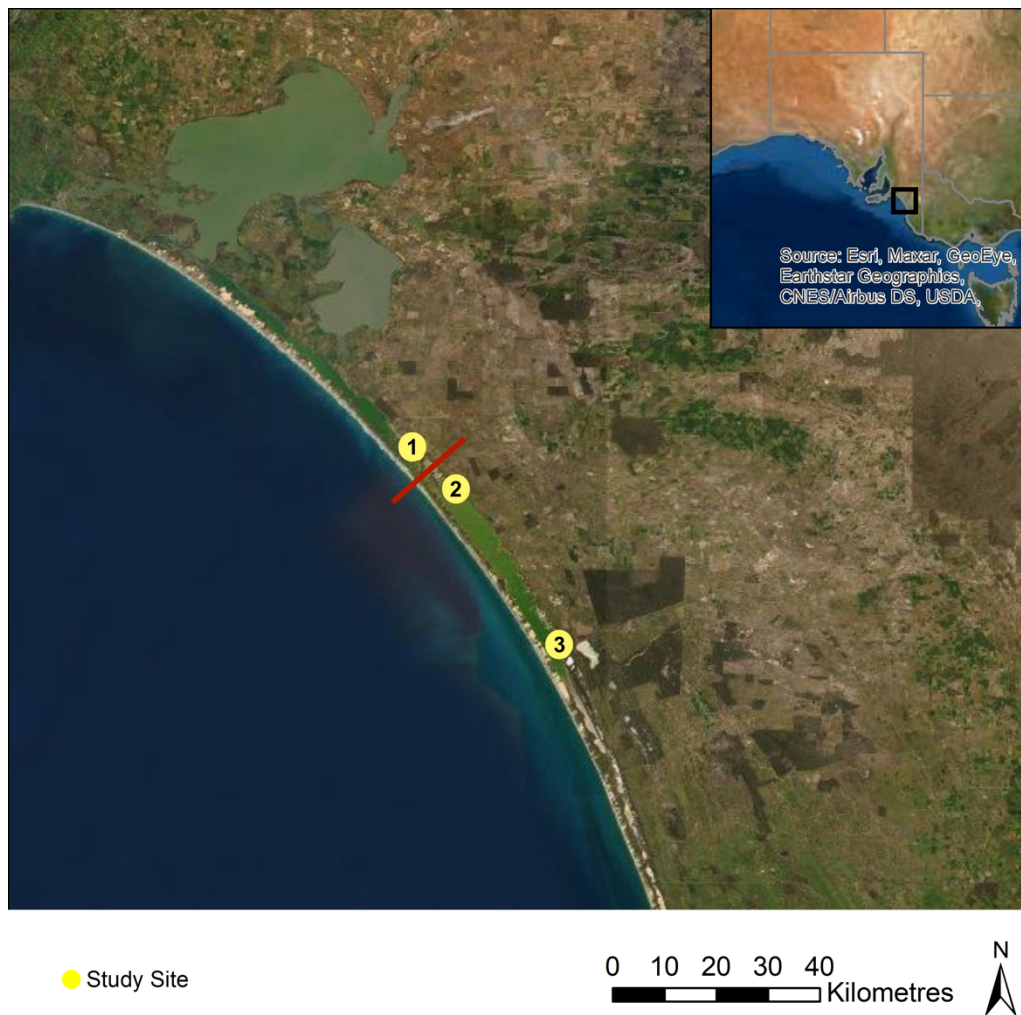 Source: Esri, Maxar, GeoEye,
Earthstar Geographics,
CNES/Airbus DS, USDA,
1
2
3
Study Site
0 10 20 30 40
Kilometres
N